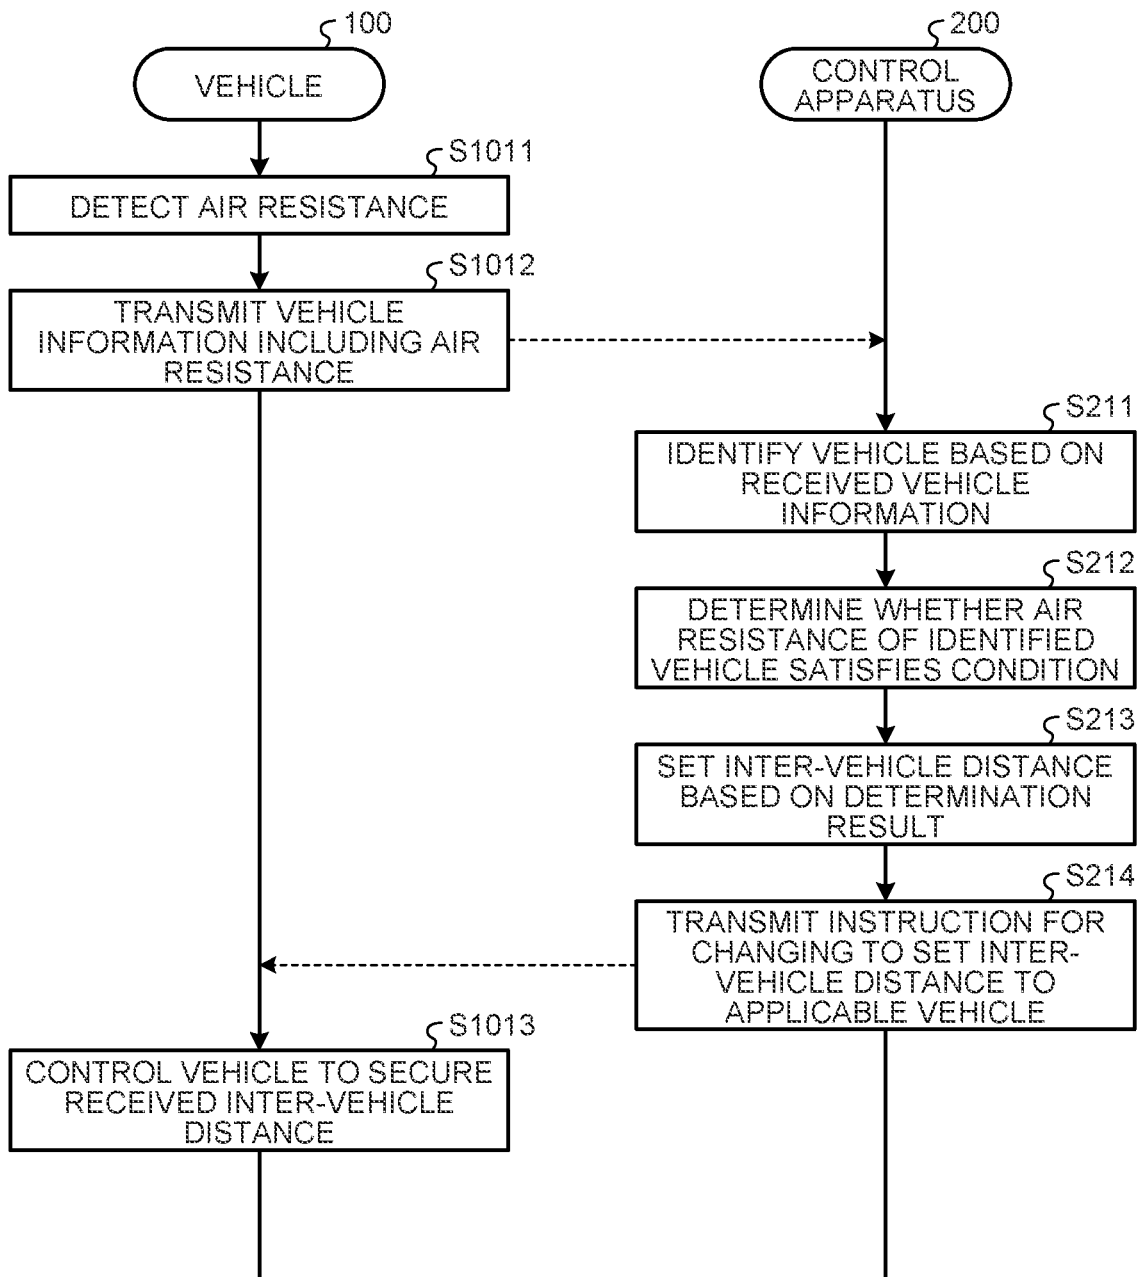 100
VEHICLE
200
CONTROL
APPARATUS
S1011
DETECT AIR RESISTANCE
S1012
TRANSMIT VEHICLE
INFORMATION INCLUDING AIR
RESISTANCE
S211
IDENTIFY VEHICLE BASED ON
RECEIVED VEHICLE
INFORMATION
S212
DETERMINE WHETHER AIR
RESISTANCE OF IDENTIFIED
VEHICLE SATISFIES CONDITION
S213
SET INTER-VEHICLE DISTANCE
BASED ON DETERMINATION
RESULT
S214
TRANSMIT INSTRUCTION FOR
CHANGING TO SET INTER-
VEHICLE DISTANCE TO
APPLICABLE VEHICLE
S1013
CONTROL VEHICLE TO SECURE
RECEIVED INTER-VEHICLE
DISTANCE